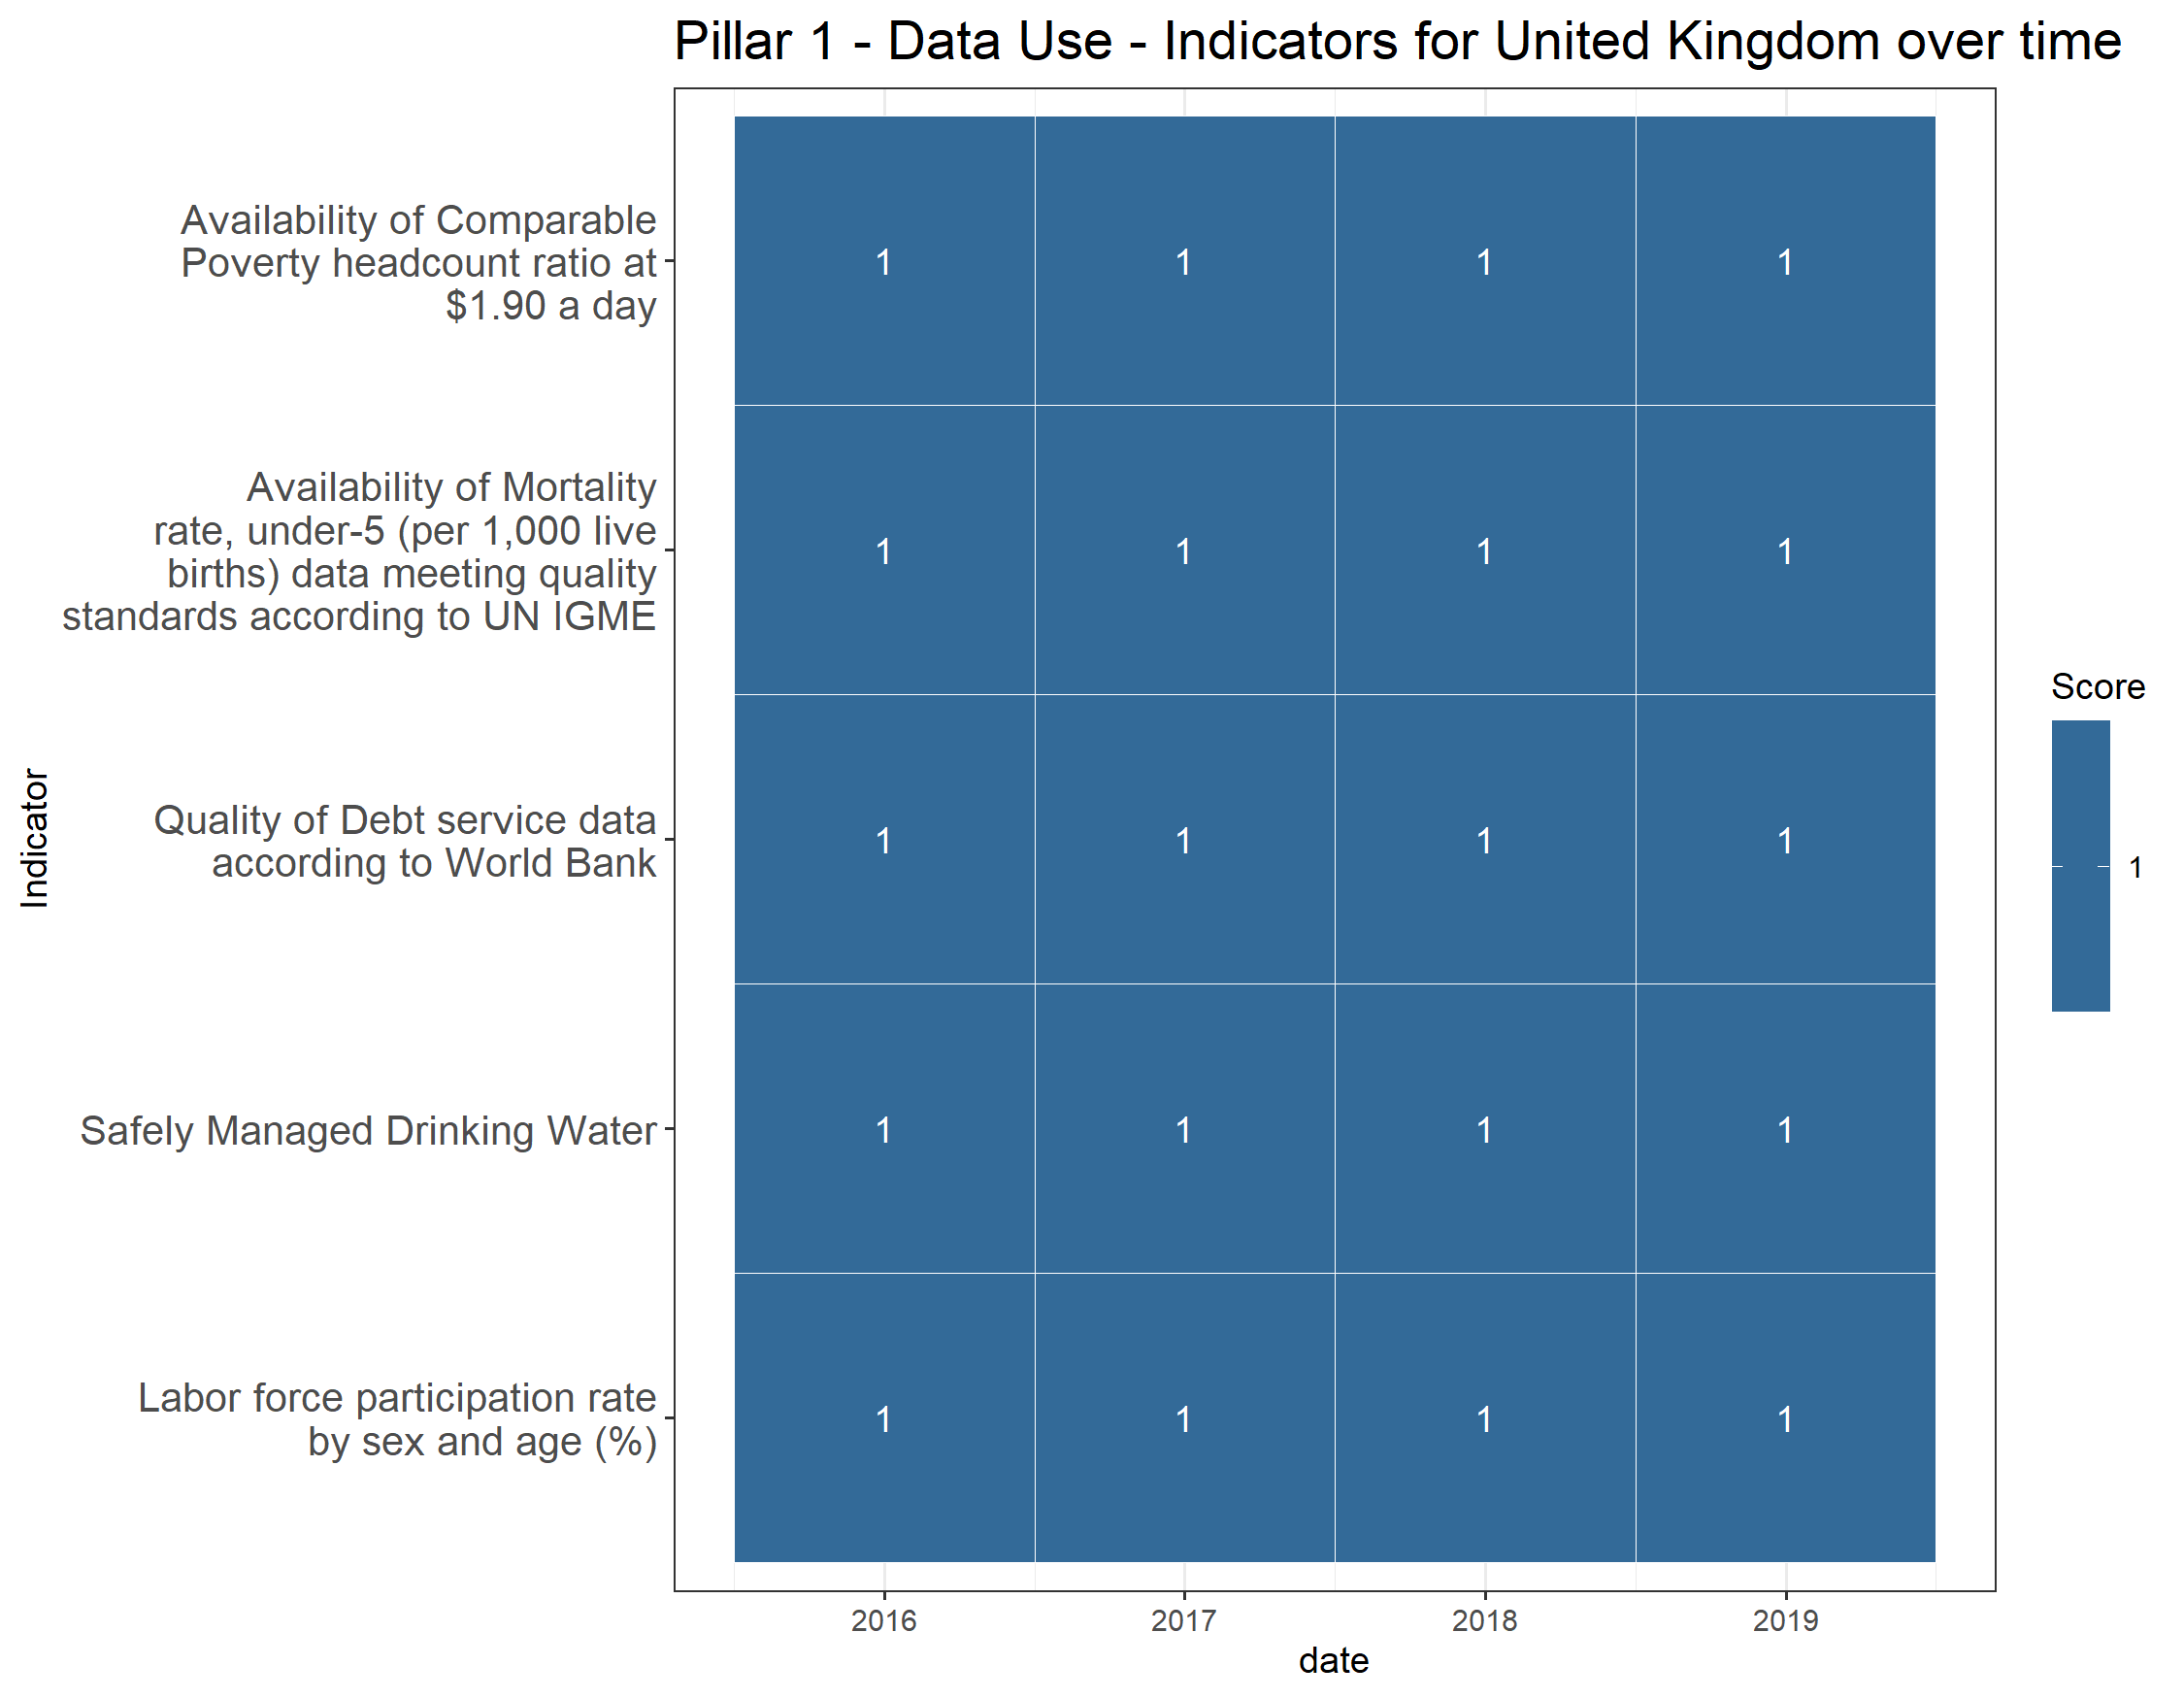 Pillar 1 - Data Use - Indicators for United Kingdom over time
Availability of Comparable
Poverty headcount ratio at
$1.90 a day
1 1 1 1
Availability of Mortality
rate, under-5 (per 1,000 live
births) data meeting quality
standards according to UN IGME
1 1 1 1
Quality of Debt service data
according to World Bank
1 1 1 1
Safely Managed Drinking Water
1 1 1 1
Labor force participation rate
by sex and age (%)
1 1 1 1
Indicator
2016 2017 2018 2019
date
Score
1